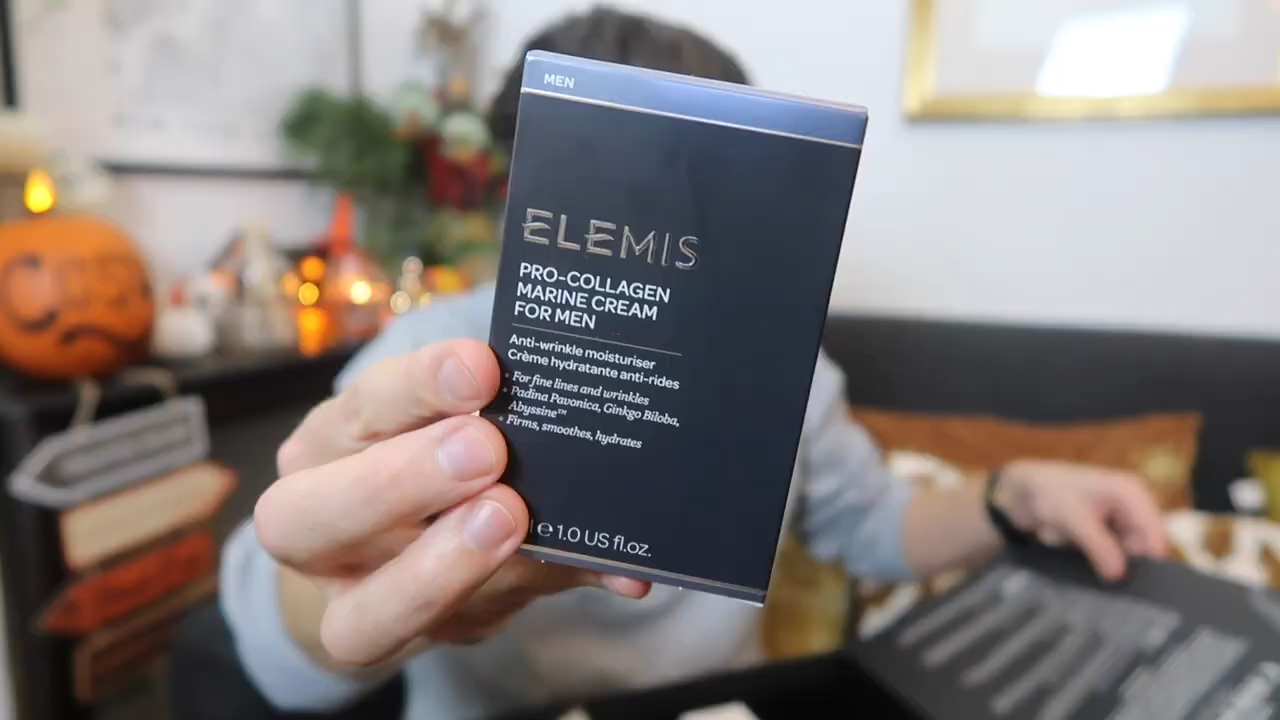 MEN
ELEMIS
PRO-COLLAGEN
MARINE CREAM
FOR MEN
Anti-wrinkle moisturiser
Crème hydratante anti-rides
• For fine lines and wrinkles
• Padina Pavonica, Ginkgo Biloba,
Abyssine™
• Firms, smoothes, hydrates
e 1.0 US fl.oz.